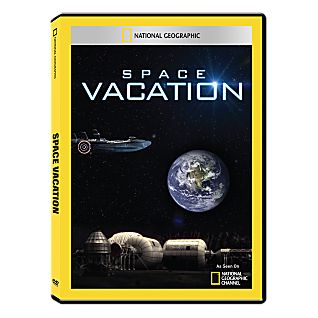 NATIONAL GEOGRAPHIC
SPACE
VACATION
SPACE VACATION
As Seen On
NATIONAL
GEOGRAPHIC
CHANNEL